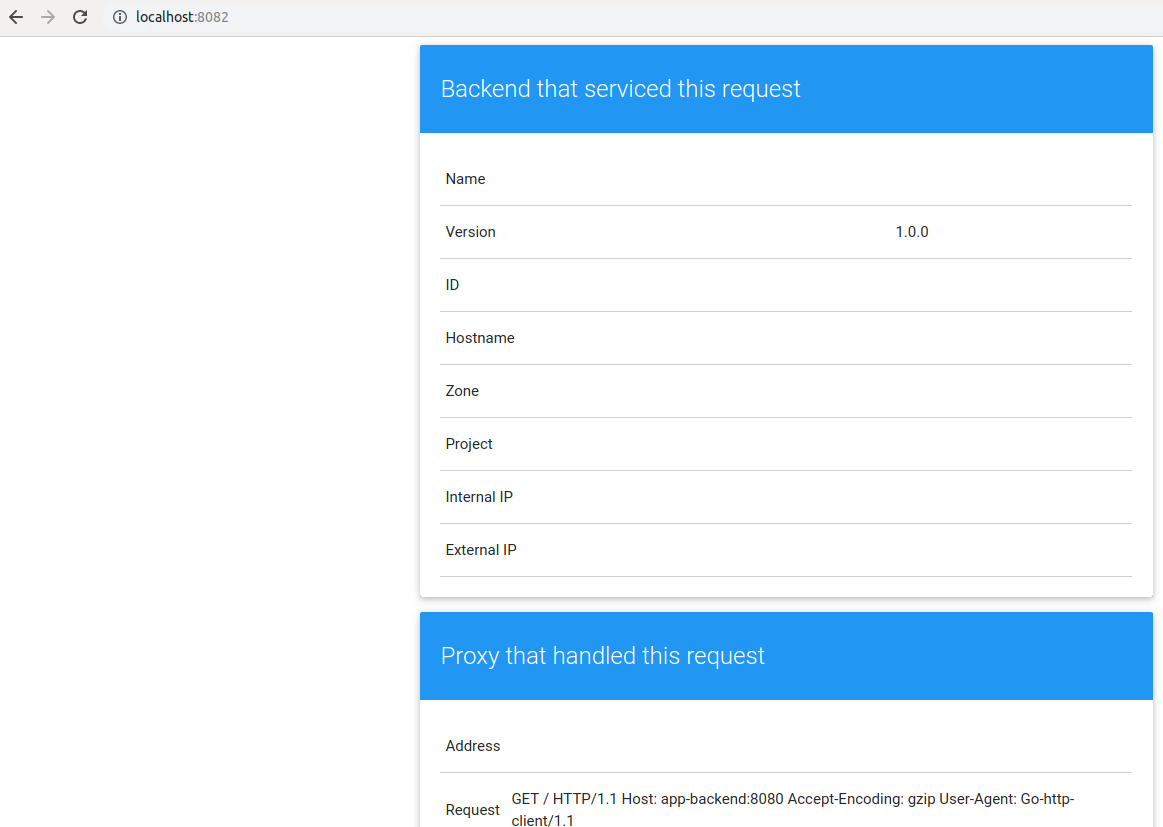 localhost:8082
Backend that serviced this request
Name
Version 1.0.0
ID
Hostname
Zone
Project
Internal IP
External IP
Proxy that handled this request
Address
Request GET / HTTP/1.1 Host: app-backend:8080 Accept-Encoding: gzip User-Agent: Go-http-
client/1.1